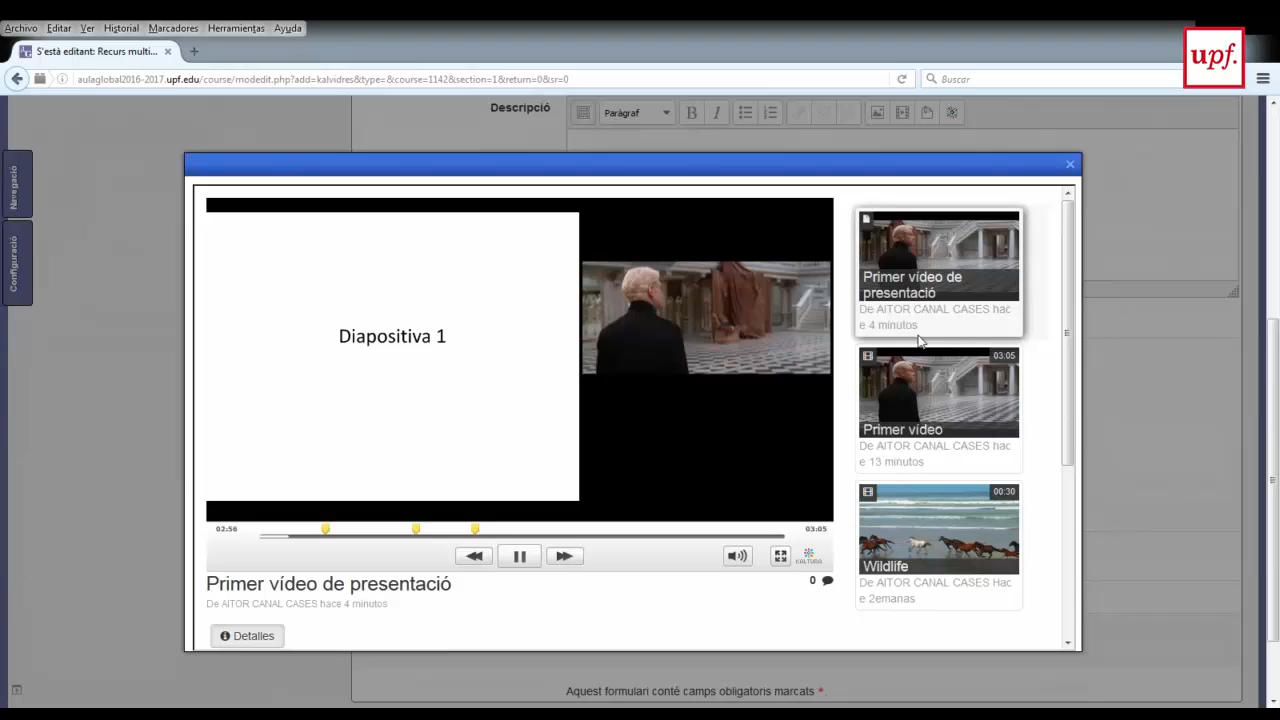 Archivo Editar Ver Historial Marcadores Herramientas Ayuda
S'està editant: Recurs multi...
upf.
aulaglobal2016-2017.upf.edu/course/modedit.php?add=kalvidres&type=&course=1142&section=1&return=0&sr=0
Buscar
Descripció
Paràgraf
B I
Navegació
Configuració
Diapositiva 1
02:56
03:05
KALTURA
Primer vídeo de presentació
0
De AITOR CANAL CASES hace 4 minutos
Detalles
Primer vídeo de
presentació
De AITOR CANAL CASES hac
e 4 minutos
03:05
Primer vídeo
De AITOR CANAL CASES hac
e 13 minutos
00:30
Wildlife
De AITOR CANAL CASES Hac
e 2emanas
Aquest formulari conté camps obligatoris marcats *.